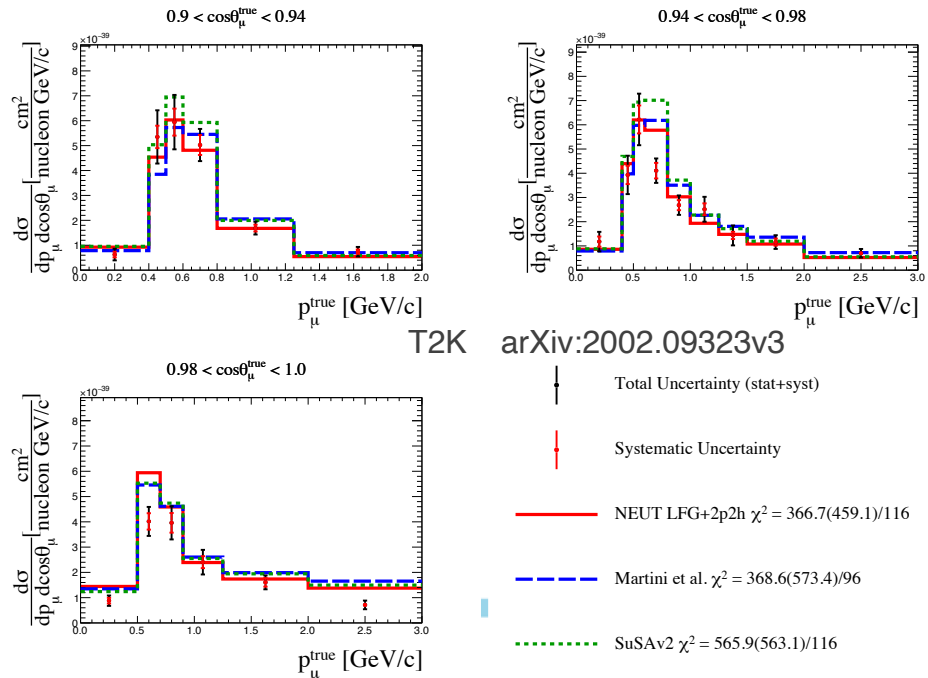 0.9 < cosθ_μ^true < 0.94
×10⁻³⁹
dσ/dp_μ dcosθ_μ [cm²/nucleon GeV/c]
0 1 2 3 4 5 6 7 8 9
0.0 0.2 0.4 0.6 0.8 1.0 1.2 1.4 1.6 1.8 2.0
p_μ^true [GeV/c]
0.94 < cosθ_μ^true < 0.98
×10⁻³⁹
dσ/dp_μ dcosθ_μ [cm²/nucleon GeV/c]
0 1 2 3 4 5 6 7 8 9
0.0 0.5 1.0 1.5 2.0 2.5 3.0
p_μ^true [GeV/c]
T2K arXiv:2002.09323v3
0.98 < cosθ_μ^true < 1.0
×10⁻³⁹
dσ/dp_μ dcosθ_μ [cm²/nucleon GeV/c]
0 1 2 3 4 5 6 7 8 9
0.0 0.5 1.0 1.5 2.0 2.5 3.0
p_μ^true [GeV/c]
Total Uncertainty (stat+syst)
Systematic Uncertainty
NEUT LFG+2p2h χ² = 366.7(459.1)/116
Martini et al. χ² = 368.6(573.4)/96
SuSAv2 χ² = 565.9(563.1)/116